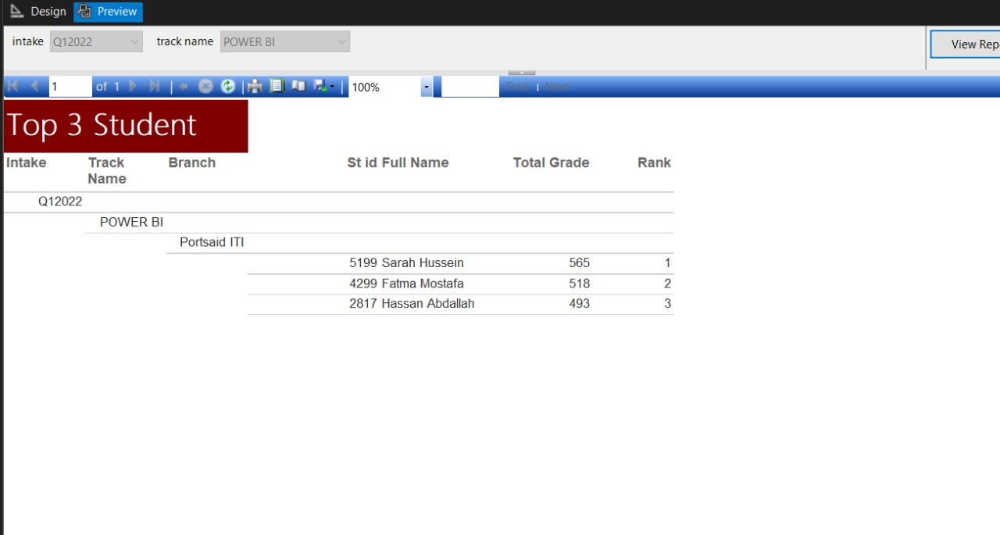 Design Preview
intake Q12022 track name POWER BI View Rep
1 of 1 100% Find | Next
Top 3 Student
Intake Track Name Branch St id Full Name Total Grade Rank
Q12022
POWER BI
Portsaid ITI
5199 Sarah Hussein 565 1
4299 Fatma Mostafa 518 2
2817 Hassan Abdallah 493 3